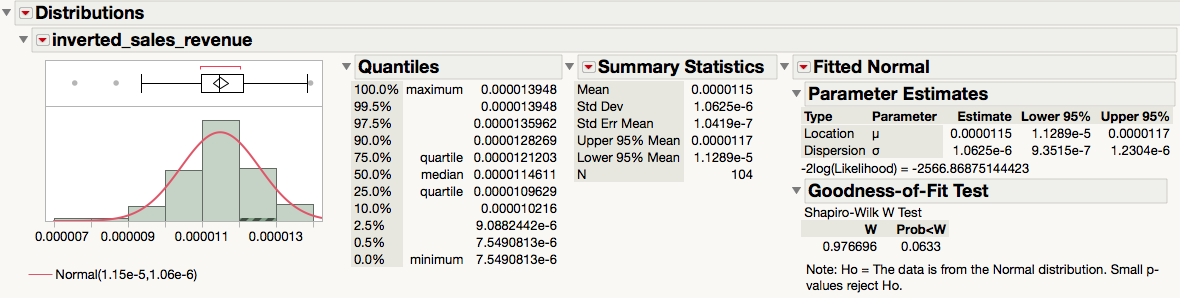 Distributions
inverted_sales_revenue
0.000007 0.000009 0.000011 0.000013
Normal(1.15e-5,1.06e-6)
Quantiles
100.0% maximum 0.000013948
99.5% 0.000013948
97.5% 0.0000135962
90.0% 0.0000128269
75.0% quartile 0.0000121203
50.0% median 0.0000114611
25.0% quartile 0.0000109629
10.0% 0.000010216
2.5% 9.0882442e-6
0.5% 7.5490813e-6
0.0% minimum 7.5490813e-6
Summary Statistics
Mean 0.0000115
Std Dev 1.0625e-6
Std Err Mean 1.0419e-7
Upper 95% Mean 0.0000117
Lower 95% Mean 1.1289e-5
N 104
Fitted Normal
Parameter Estimates
Type Parameter Estimate Lower 95% Upper 95%
Location μ 0.0000115 1.1289e-5 0.0000117
Dispersion σ 1.0625e-6 9.3515e-7 1.2304e-6
-2log(Likelihood) = -2566.86875144423
Goodness-of-Fit Test
Shapiro-Wilk W Test
W Prob<W
0.976696 0.0633
Note: Ho = The data is from the Normal distribution. Small p-
values reject Ho.